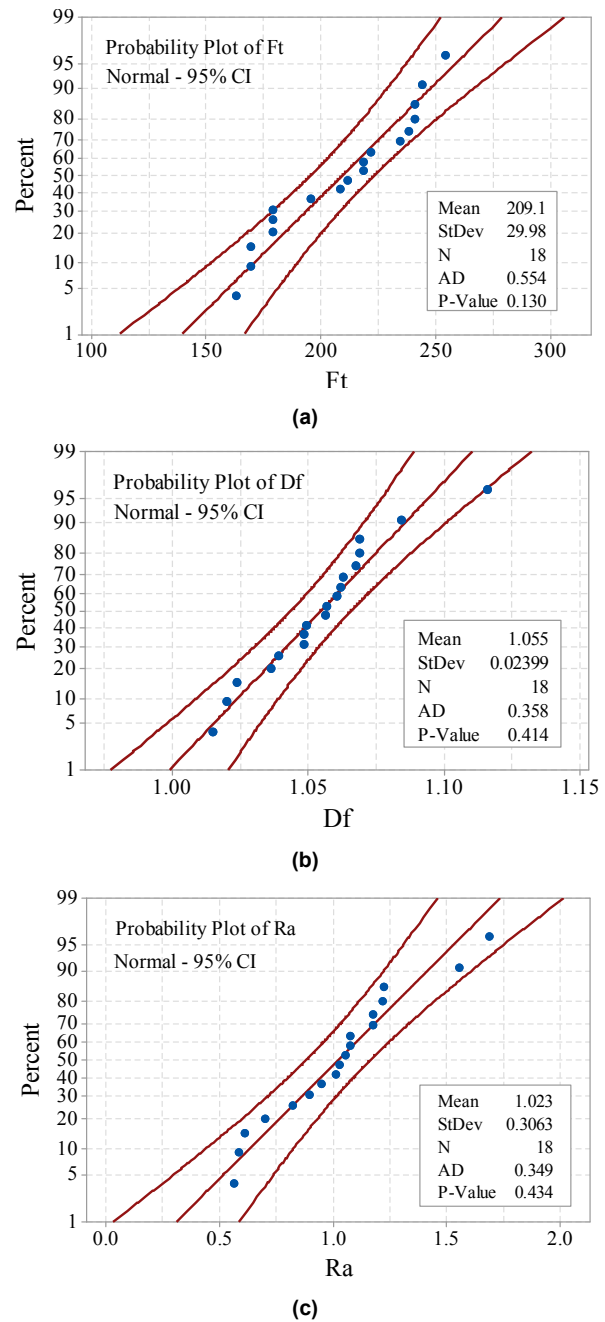 Probability Plot of Ft
Normal - 95% CI
Percent
99
95
90
80
70
60
50
40
30
20
10
5
1
Mean 209.1
StDev 29.98
N 18
AD 0.554
P-Value 0.130
100 150 200 250 300
Ft
(a)
Probability Plot of Df
Normal - 95% CI
Percent
99
95
90
80
70
60
50
40
30
20
10
5
1
Mean 1.055
StDev 0.02399
N 18
AD 0.358
P-Value 0.414
1.00 1.05 1.10 1.15
Df
(b)
Probability Plot of Ra
Normal - 95% CI
Percent
99
95
90
80
70
60
50
40
30
20
10
5
1
Mean 1.023
StDev 0.3063
N 18
AD 0.349
P-Value 0.434
0.0 0.5 1.0 1.5 2.0
Ra
(c)